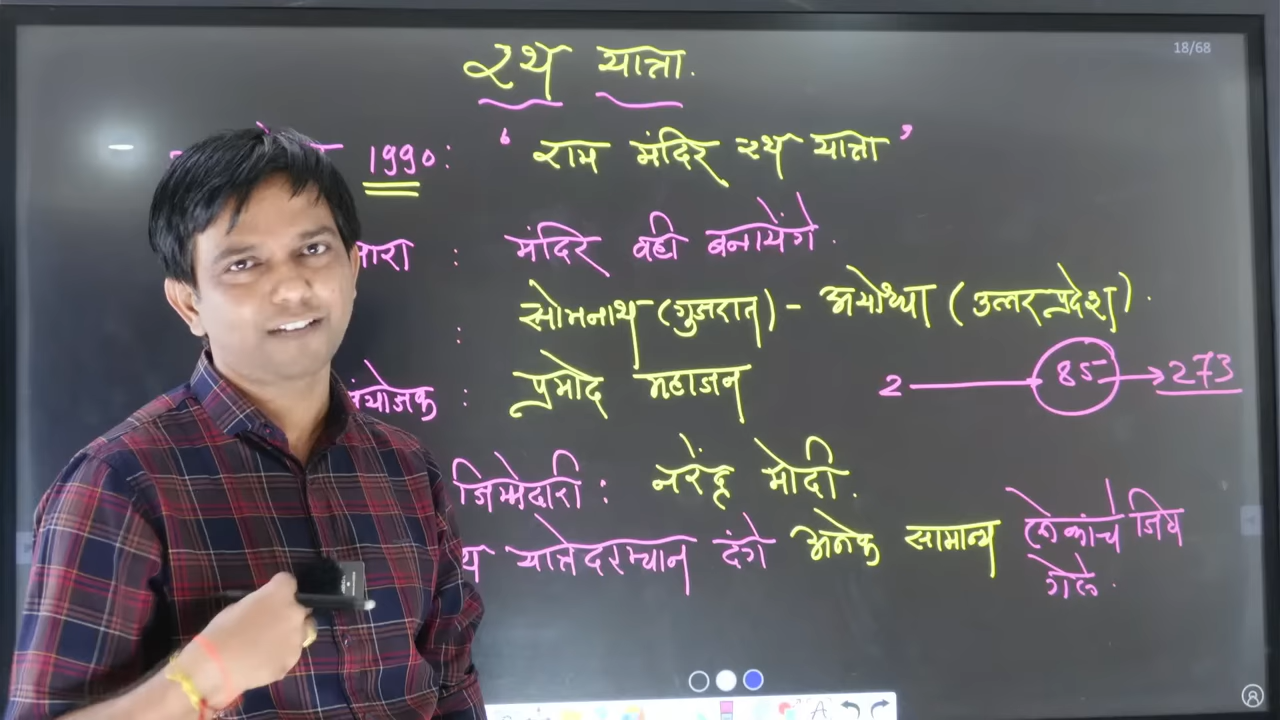 18/68
रथ यात्रा.
1990: ' राम मंदिर रथ यात्रा '
नारा : मंदिर वही बनायेंगे.
: सोमनाथ (गुजरात) - अयोध्या (उत्तरप्रदेश).
संयोजक : प्रमोद महाजन
2 → 85 → 273
जिम्मेदारी : नरेंद्र मोदी.
यात्रेदरम्यान दंगे अनेक सामान्य लोकांचे जिव
गेले.